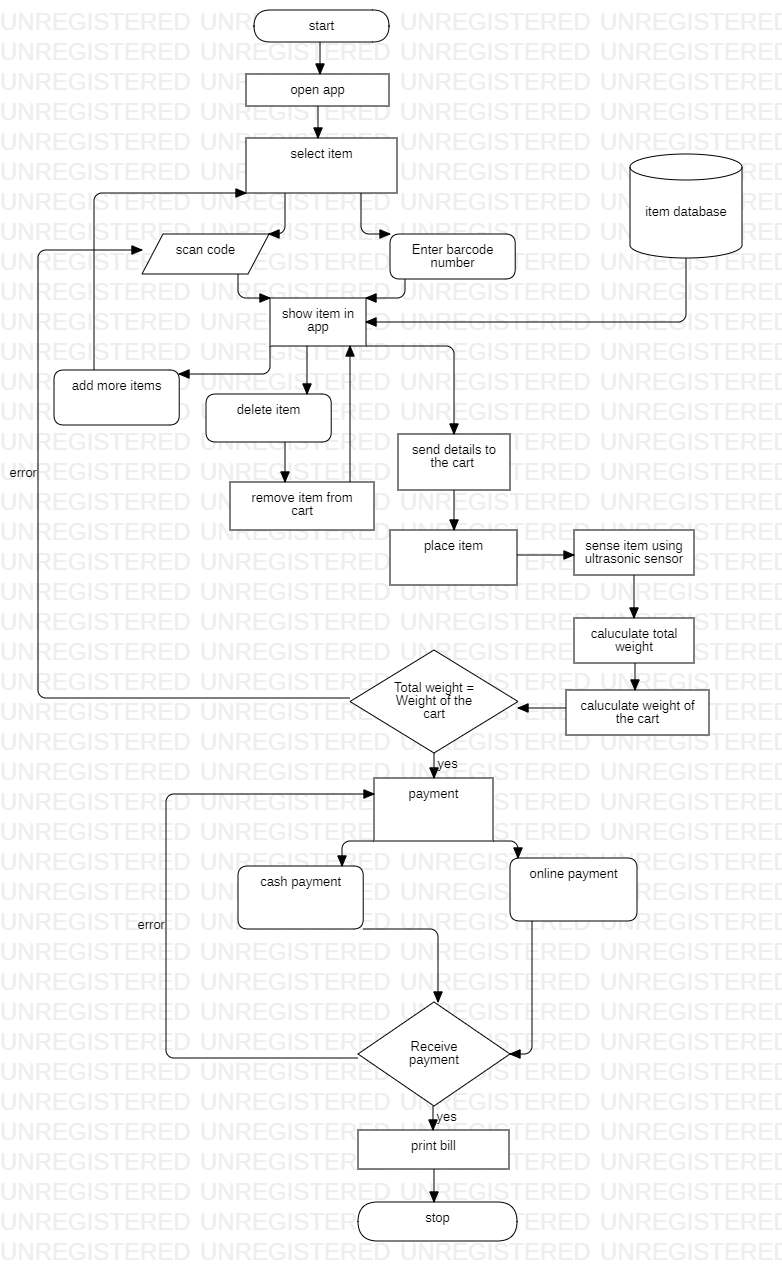 start
open app
select item
item database
scan code
Enter barcode
number
show item in
app
add more items
delete item
send details to
the cart
error
remove item from
cart
place item
sense item using
ultrasonic sensor
caluculate total
weight
Total weight =
Weight of the
cart
caluculate weight of
the cart
yes
payment
cash payment
online payment
error
Receive
payment
yes
print bill
stop
UNREGISTERED